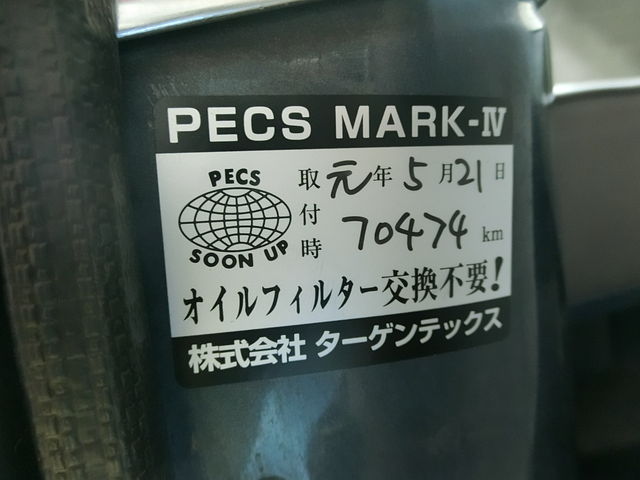 PECS MARK-Ⅳ
PECS
SOON UP
取付時
元年5月21日
70474 km
オイルフィルター交換不要!
株式会社 ターゲンテックス